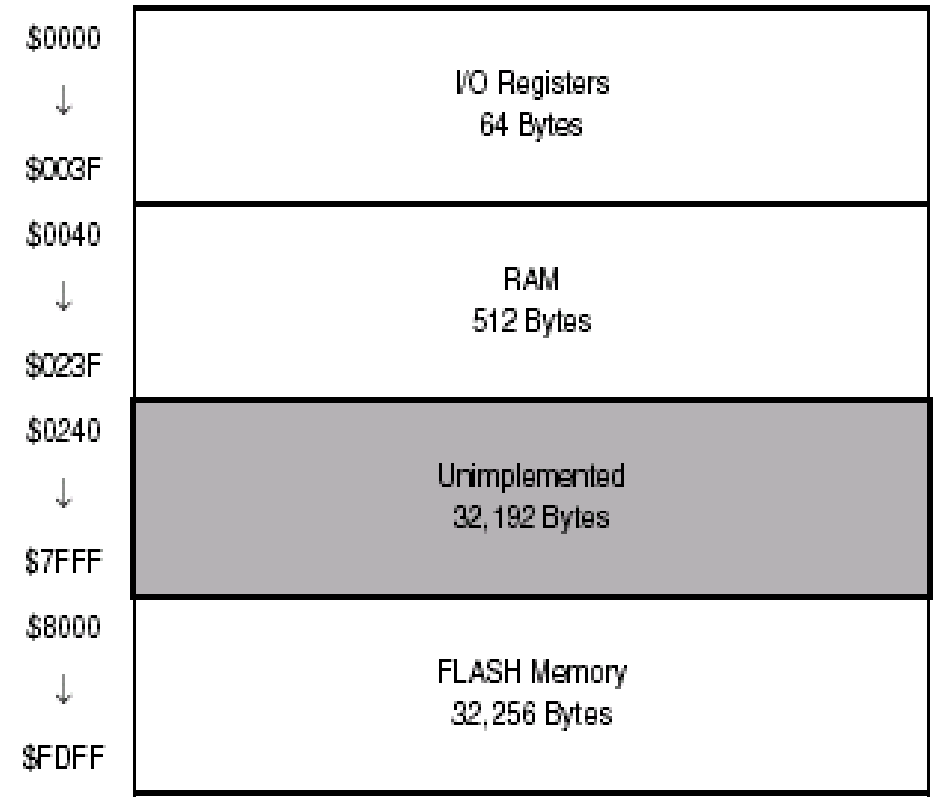 $0000
↓
$003F
I/O Registers
64 Bytes
$0040
↓
$023F
RAM
512 Bytes
$0240
↓
$7FFF
Unimplemented
32,192 Bytes
$8000
↓
$FDFF
FLASH Memory
32,256 Bytes